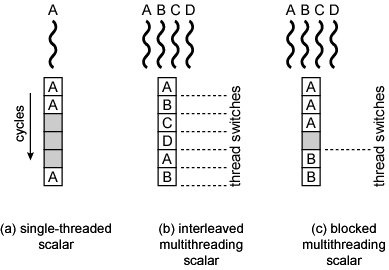 A
A
A
A
cycles
(a) single-threaded
scalar
A B C D
A
B
C
D
A
B
thread switches
(b) interleaved
multithreading
scalar
A B C D
A
A
A
B
B
thread switches
(c) blocked
multithreading
scalar